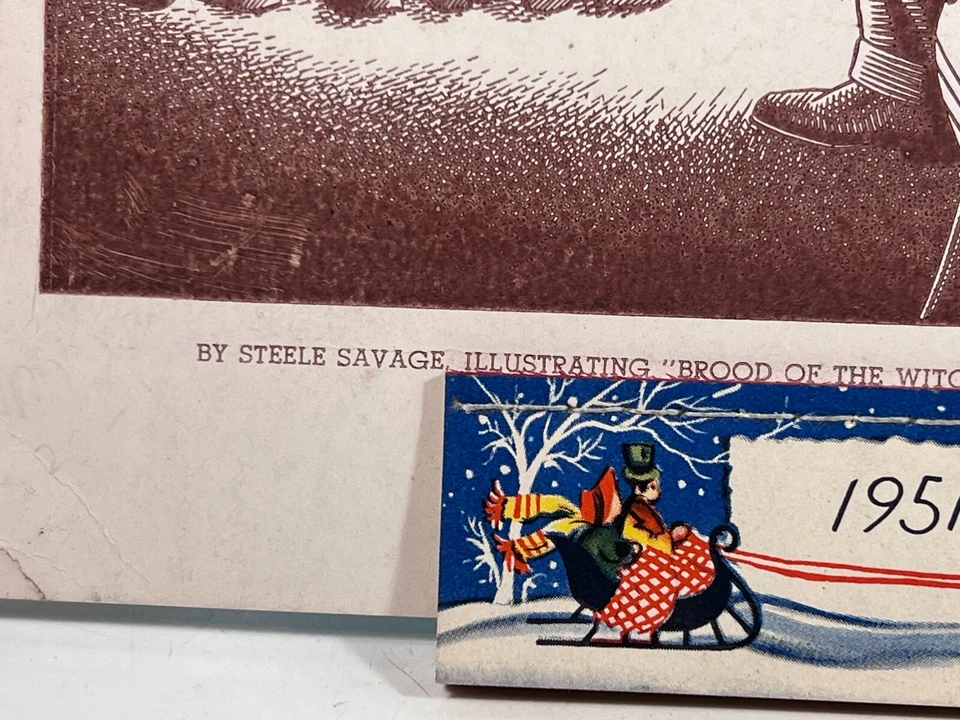 BY STEELE SAVAGE, ILLUSTRATING "BROOD OF THE
1951